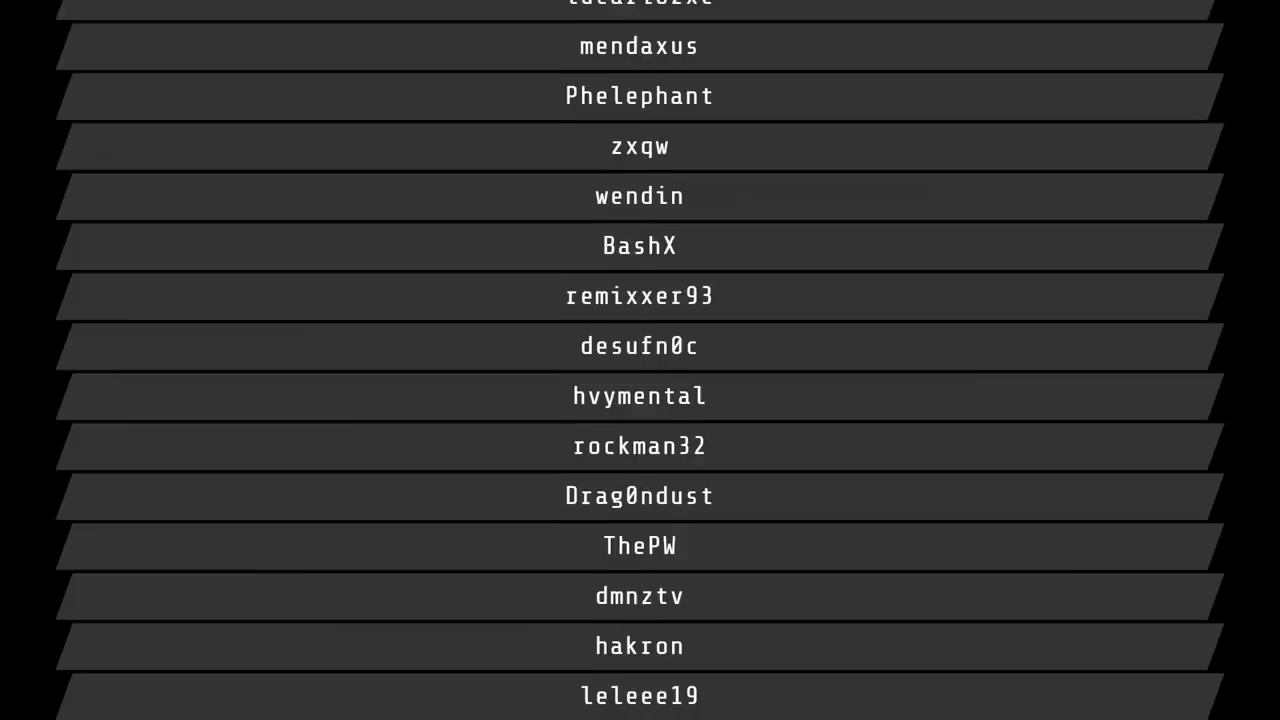 mendaxus
Phelephant
zxqw
wendin
BashX
remixxer93
desufn0c
hvymental
rockman32
Drag0ndust
ThePW
dmnztv
hakron
leleee19